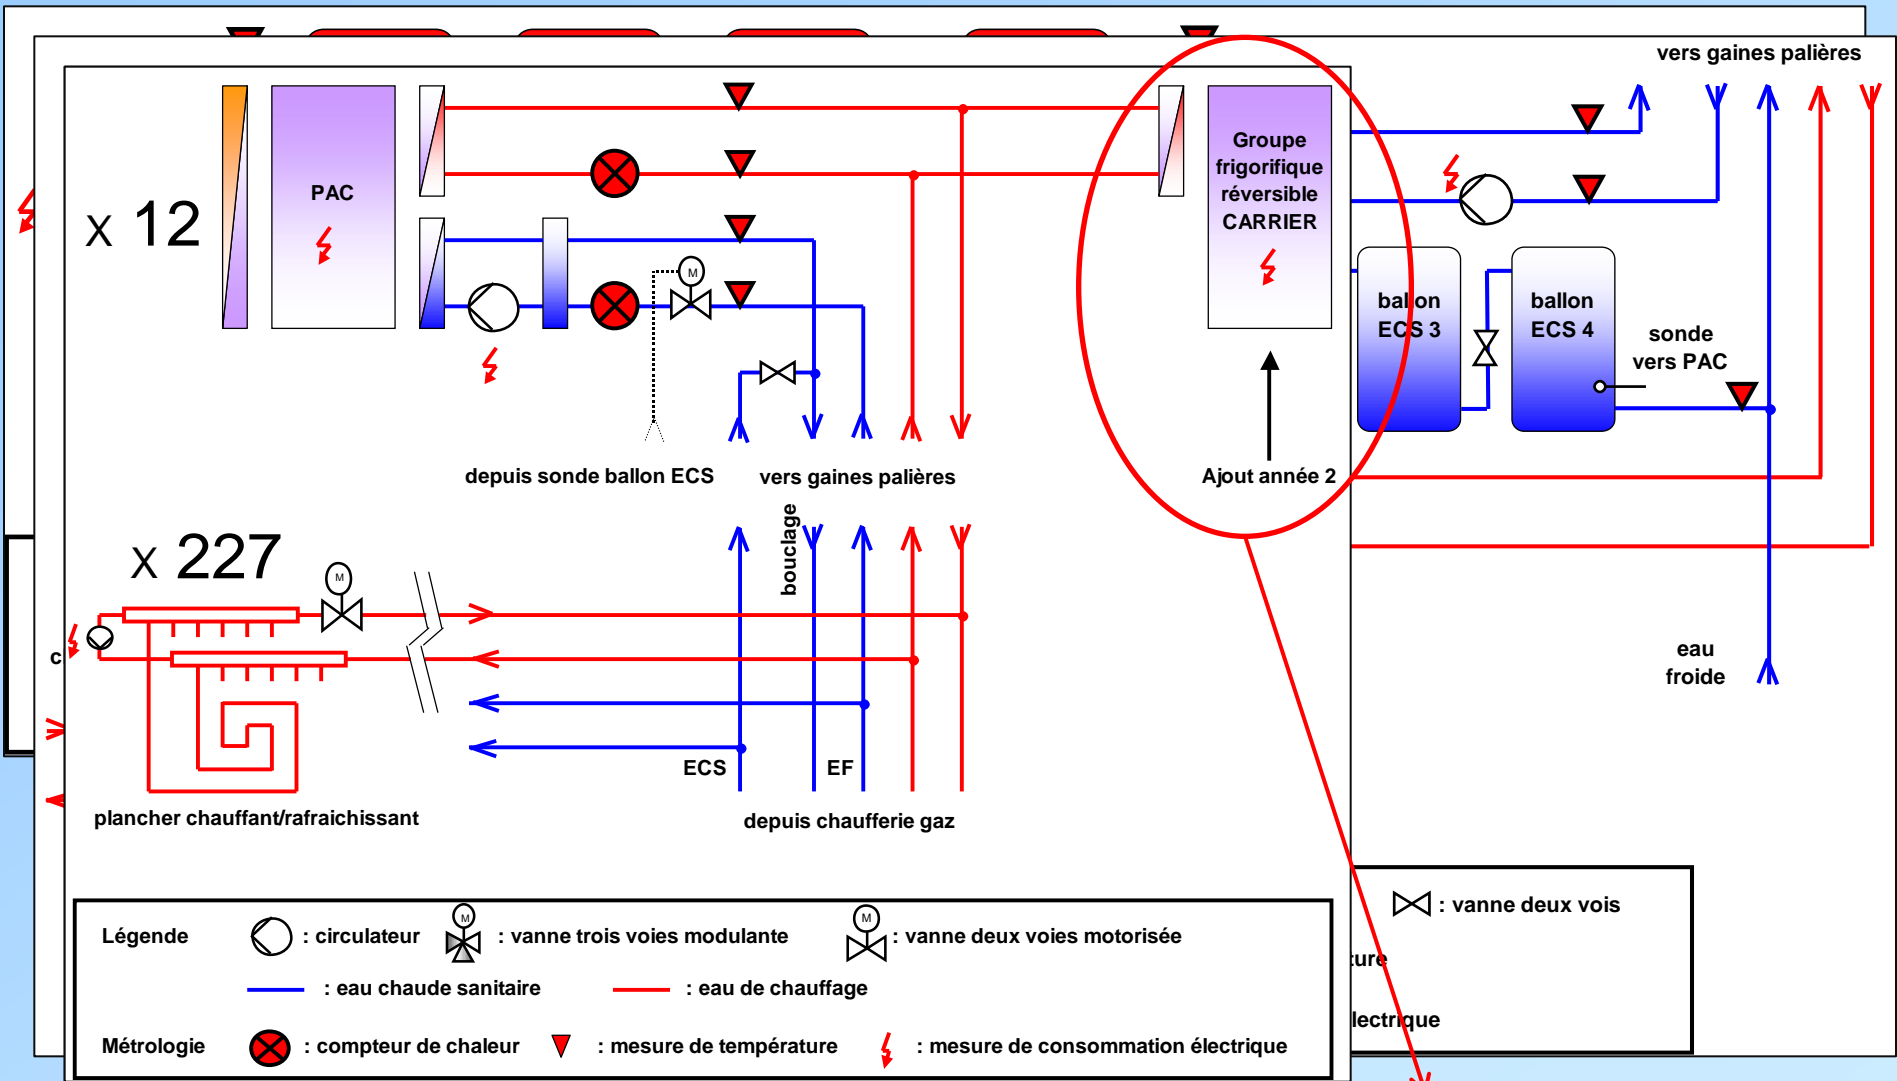 vers gaines palières
Groupe
frigorifique
réversible
CARRIER
PAC
X 12
M
ballon
ECS 3
ballon
ECS 4
sonde
vers PAC
depuis sonde ballon ECS
vers gaines palières
Ajout année 2
bouclage
X 227
M
c
eau
froide
ECS
EF
plancher chauffant/rafraichissant
depuis chaufferie gaz
Légende
: circulateur
M
: vanne trois voies modulante
M
: vanne deux voies motorisée
: vanne deux vois
: eau chaude sanitaire
: eau de chauffage
ture
lectrique
Métrologie
: compteur de chaleur
: mesure de température
: mesure de consommation électrique